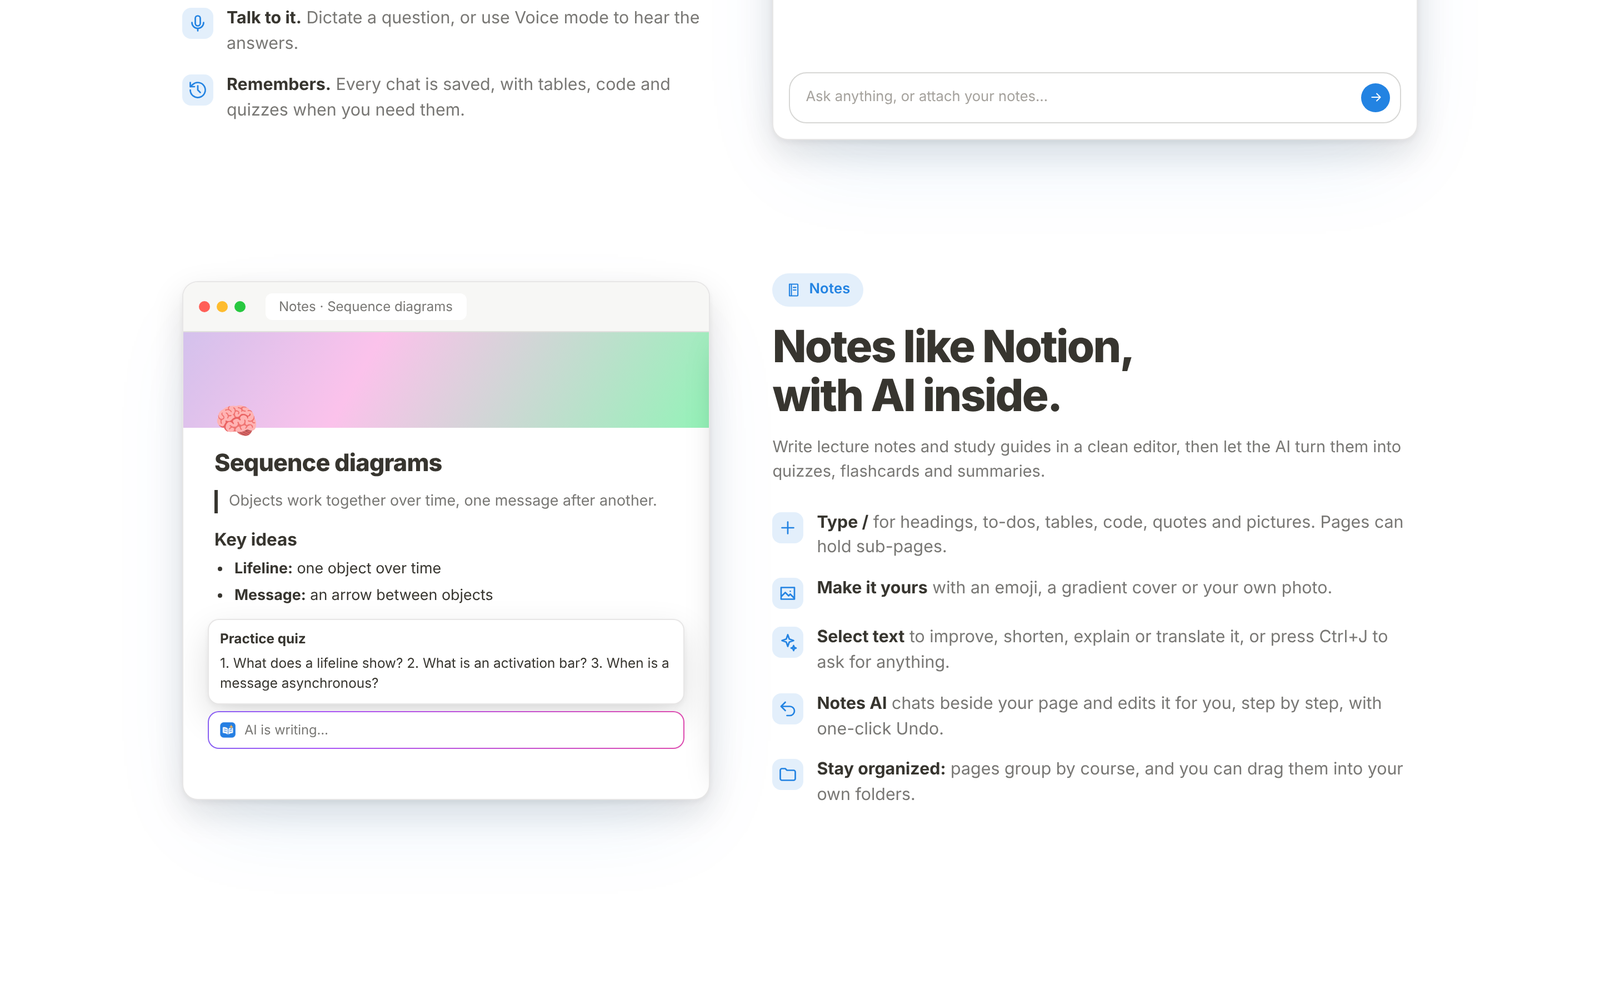 Talk to it. Dictate a question, or use Voice mode to hear the
answers.
Remembers. Every chat is saved, with tables, code and
quizzes when you need them.
Ask anything, or attach your notes...
Notes · Sequence diagrams
Sequence diagrams
Objects work together over time, one message after another.
Key ideas
• Lifeline: one object over time
• Message: an arrow between objects
Practice quiz
1. What does a lifeline show? 2. What is an activation bar? 3. When is a
message asynchronous?
AI is writing...
Notes
Notes like Notion,
with AI inside.
Write lecture notes and study guides in a clean editor, then let the AI turn them into
quizzes, flashcards and summaries.
Type / for headings, to-dos, tables, code, quotes and pictures. Pages can
hold sub-pages.
Make it yours with an emoji, a gradient cover or your own photo.
Select text to improve, shorten, explain or translate it, or press Ctrl+J to
ask for anything.
Notes AI chats beside your page and edits it for you, step by step, with
one-click Undo.
Stay organized: pages group by course, and you can drag them into your
own folders.